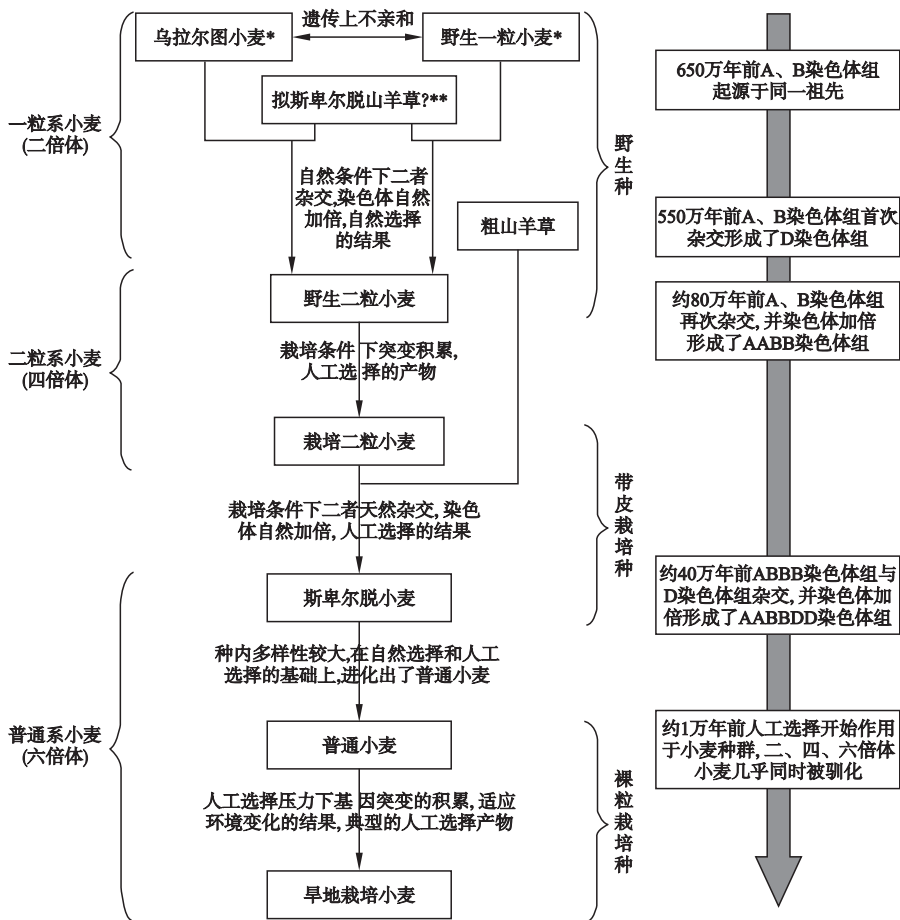 遗传上不亲和
乌拉尔图小麦*
野生一粒小麦*
拟斯卑尔脱山羊草?**
一粒系小麦
(二倍体)
自然条件下二者
杂交,染色体自然
加倍,自然选择
的结果
粗山羊草
野生种
野生二粒小麦
二粒系小麦
(四倍体)
栽培条件下突变积累,
人工选择的产物
栽培二粒小麦
栽培条件下二者天然杂交, 染色
体自然加倍, 人工选择的结果
带皮栽培种
斯卑尔脱小麦
种内多样性较大,在自然选择和人工
选择的基础上,进化出了普通小麦
普通系小麦
(六倍体)
普通小麦
人工选择压力下基因突变的积累, 适应
环境变化的结果, 典型的人工选择产物
裸粒栽培种
旱地栽培小麦
650万年前A、B染色体组
起源于同一祖先
550万年前A、B染色体组首次
杂交形成了D染色体组
约80万年前A、B染色体组
再次杂交, 并染色体加倍
形成了AABB染色体组
约40万年前ABBB染色体组与
D染色体组杂交, 并染色体加
倍形成了AABBDD染色体组
约1万年前人工选择开始作用
于小麦种群, 二、四、六倍体
小麦几乎同时被驯化